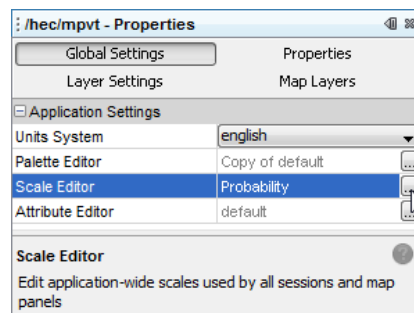 /hec/mpvt - Properties
Global Settings Properties
Layer Settings Map Layers
Application Settings
Units System english
Palette Editor Copy of default ...
Scale Editor Probability ...
Attribute Editor default ...
Scale Editor
Edit application-wide scales used by all sessions and map
panels